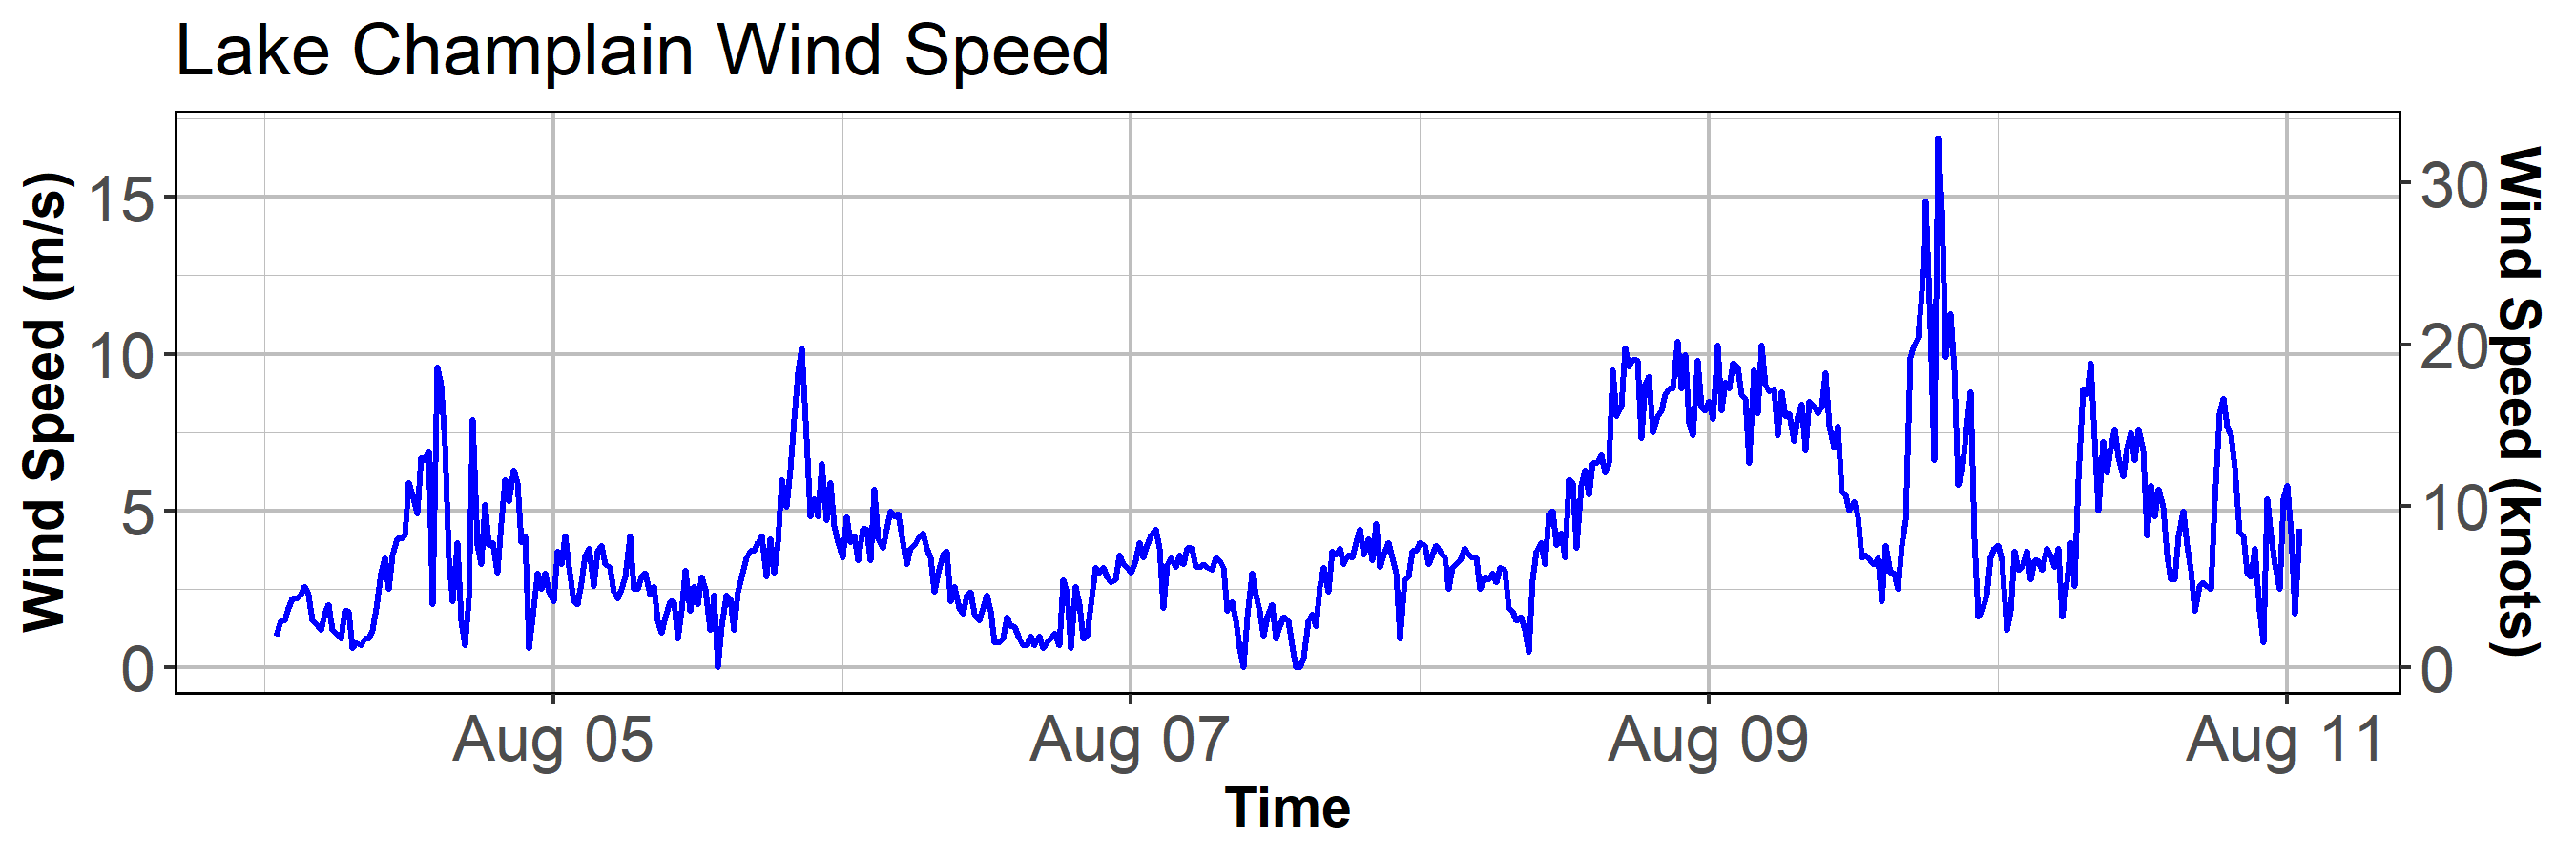 Lake Champlain Wind Speed
Wind Speed (m/s)
15
10
5
0
30
20
10
0
Wind Speed (knots)
Aug 05
Aug 07
Aug 09
Aug 11
Time